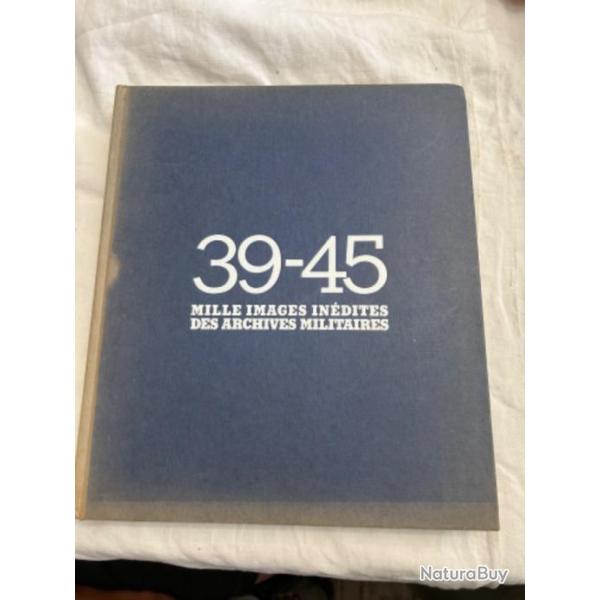 39-45
MILLE IMAGES INÉDITES
DES ARCHIVES MILITAIRES
NaturaBuy